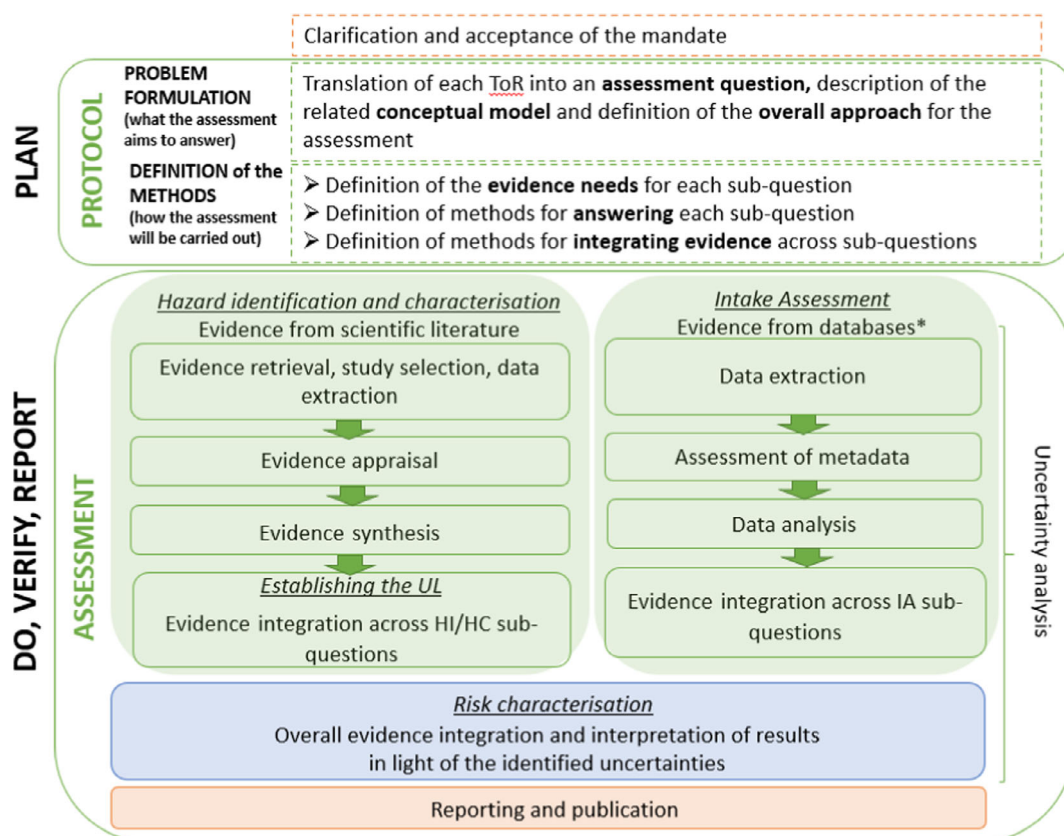 Clarification and acceptance of the mandate
PLAN
PROTOCOL
PROBLEM
FORMULATION
(what the assessment
aims to answer)
Translation of each ToR into an assessment question, description of the
related conceptual model and definition of the overall approach for the
assessment
DEFINITION of the
METHODS
(how the assessment
will be carried out)
➢ Definition of the evidence needs for each sub-question
➢ Definition of methods for answering each sub-question
➢ Definition of methods for integrating evidence across sub-questions
DO, VERIFY, REPORT
ASSESSMENT
Hazard identification and characterisation
Evidence from scientific literature
Evidence retrieval, study selection, data
extraction
Evidence appraisal
Evidence synthesis
Establishing the UL
Evidence integration across HI/HC sub-
questions
Intake Assessment
Evidence from databases*
Data extraction
Assessment of metadata
Data analysis
Evidence integration across IA sub-
questions
Uncertainty analysis
Risk characterisation
Overall evidence integration and interpretation of results
in light of the identified uncertainties
Reporting and publication